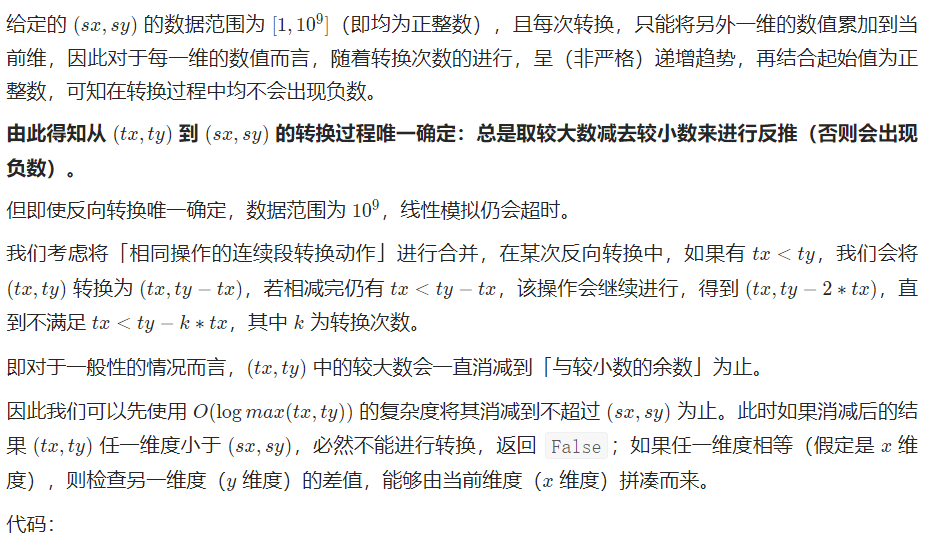 给定的 (sx, sy) 的数据范围为 [1, 10⁹]（即均为正整数），且每次转换，只能将另外一维的数值累加到当
前维，因此对于每一维的数值而言，随着转换次数的进行，呈（非严格）递增趋势，再结合起始值为正
整数，可知在转换过程中均不会出现负数。
由此得知从 (tx, ty) 到 (sx, sy) 的转换过程唯一确定：总是取较大数减去较小数来进行反推（否则会出现
负数）。
但即使反向转换唯一确定，数据范围为 10⁹，线性模拟仍会超时。
我们考虑将「相同操作的连续段转换动作」进行合并，在某次反向转换中，如果有 tx < ty，我们会将
(tx, ty) 转换为 (tx, ty − tx)，若相减完仍有 tx < ty − tx，该操作会继续进行，得到 (tx, ty − 2 ∗ tx)，直
到不满足 tx < ty − k ∗ tx，其中 k 为转换次数。
即对于一般性的情况而言，(tx, ty) 中的较大数会一直消减到「与较小数的余数」为止。
因此我们可以先使用 O(log max(tx, ty)) 的复杂度将其消减到不超过 (sx, sy) 为止。此时如果消减后的结
果 (tx, ty) 任一维度小于 (sx, sy)，必然不能进行转换，返回 False；如果任一维度相等（假定是 x 维
度），则检查另一维度（y 维度）的差值，能够由当前维度（x 维度）拼凑而来。
代码：